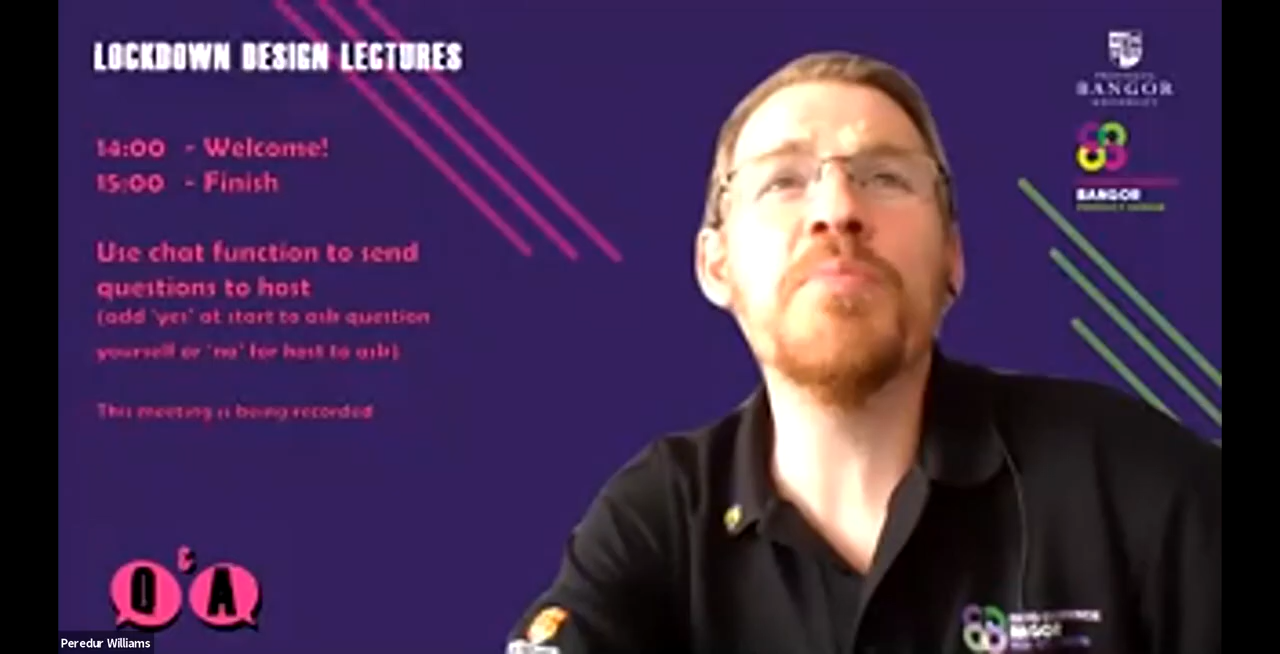 LOCKDOWN DESIGN LECTURES
14:00 - Welcome!
15:00 - Finish
Use chat function to send
questions to host
(add 'yes' at start to ask question
yourself or 'no' for host to ask)
This meeting is being recorded
Q & A
BANGOR
UNIVERSITY
BANGOR
BANGOR
Peredur Williams